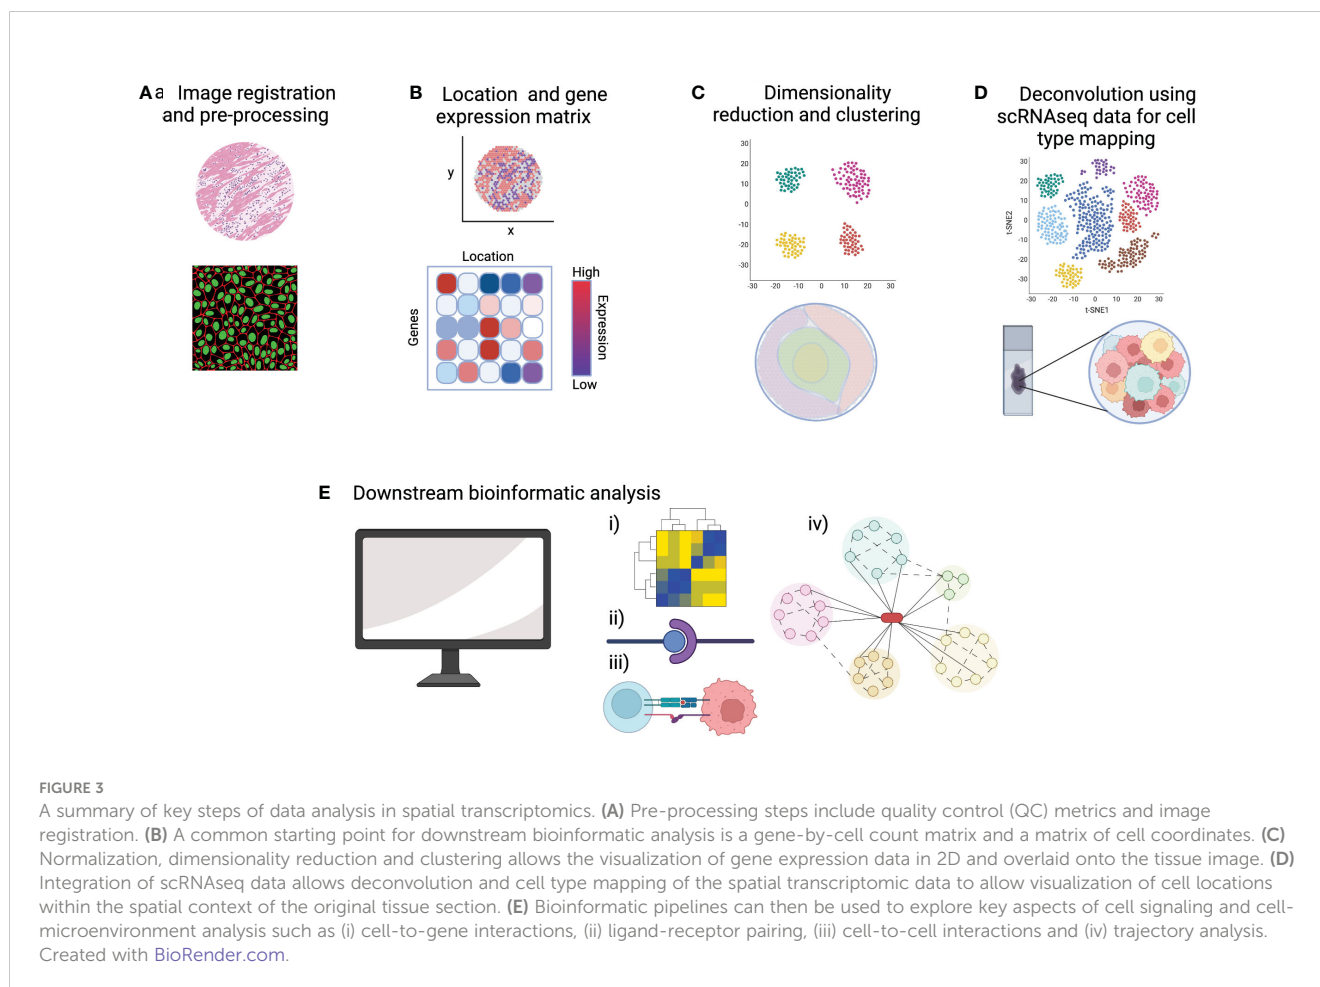 A a Image registration
and pre-processing
B Location and gene
expression matrix
y
x
Location
Genes
High
Expression
Low
C Dimensionality
reduction and clustering
30
20
10
0
-10
-20
-30
-30 -20 -10 0 10 20 30
D Deconvolution using
scRNAseq data for cell
type mapping
30
20
10
0
-10
-20
-30
t-SNE2
-30 -20 -10 0 10 20 30
t-SNE1
E Downstream bioinformatic analysis
i)
ii)
iii)
iv)
FIGURE 3
A summary of key steps of data analysis in spatial transcriptomics. (A) Pre-processing steps include quality control (QC) metrics and image
registration. (B) A common starting point for downstream bioinformatic analysis is a gene-by-cell count matrix and a matrix of cell coordinates. (C)
Normalization, dimensionality reduction and clustering allows the visualization of gene expression data in 2D and overlaid onto the tissue image. (D)
Integration of scRNAseq data allows deconvolution and cell type mapping of the spatial transcriptomic data to allow visualization of cell locations
within the spatial context of the original tissue section. (E) Bioinformatic pipelines can then be used to explore key aspects of cell signaling and cell-
microenvironment analysis such as (i) cell-to-gene interactions, (ii) ligand-receptor pairing, (iii) cell-to-cell interactions and (iv) trajectory analysis.
Created with BioRender.com.